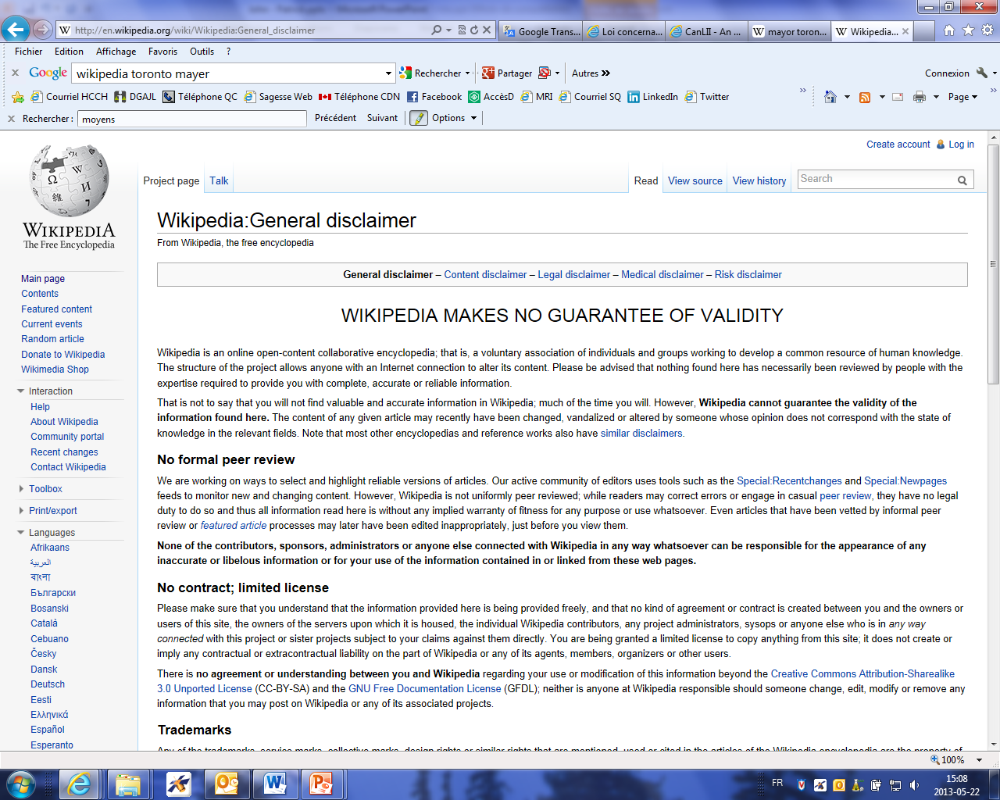 http://en.wikipedia.org/wiki/Wikipedia:General_disclaimer
Google Trans...
Loi concerna...
CanLII - An ...
mayor toron...
Wikipedia...
Fichier Edition Affichage Favoris Outils ?
Google wikipedia toronto mayer Rechercher Partager Autres Connexion
Courriel HCCH DGAJL Téléphone QC Sagesse Web Téléphone CDN Facebook AccèsD MRI Courriel SQ LinkedIn Twitter Page
Rechercher : moyens Précédent Suivant Options
Create account Log in
Project page Talk Read View source View history Search
WIKIPEDIA
The Free Encyclopedia
Main page
Contents
Featured content
Current events
Random article
Donate to Wikipedia
Wikimedia Shop
Interaction
Help
About Wikipedia
Community portal
Recent changes
Contact Wikipedia
Toolbox
Print/export
Languages
Afrikaans
العربية
বাংলা
Български
Bosanski
Català
Cebuano
Česky
Dansk
Deutsch
Eesti
Ελληνικά
Español
Esperanto
Wikipedia:General disclaimer
From Wikipedia, the free encyclopedia
General disclaimer – Content disclaimer – Legal disclaimer – Medical disclaimer – Risk disclaimer
WIKIPEDIA MAKES NO GUARANTEE OF VALIDITY
Wikipedia is an online open-content collaborative encyclopedia; that is, a voluntary association of individuals and groups working to develop a common resource of human knowledge.
The structure of the project allows anyone with an Internet connection to alter its content. Please be advised that nothing found here has necessarily been reviewed by people with the
expertise required to provide you with complete, accurate or reliable information.
That is not to say that you will not find valuable and accurate information in Wikipedia; much of the time you will. However, Wikipedia cannot guarantee the validity of the
information found here. The content of any given article may recently have been changed, vandalized or altered by someone whose opinion does not correspond with the state of
knowledge in the relevant fields. Note that most other encyclopedias and reference works also have similar disclaimers.
No formal peer review
We are working on ways to select and highlight reliable versions of articles. Our active community of editors uses tools such as the Special:Recentchanges and Special:Newpages
feeds to monitor new and changing content. However, Wikipedia is not uniformly peer reviewed; while readers may correct errors or engage in casual peer review, they have no legal
duty to do so and thus all information read here is without any implied warranty of fitness for any purpose or use whatsoever. Even articles that have been vetted by informal peer
review or featured article processes may later have been edited inappropriately, just before you view them.
None of the contributors, sponsors, administrators or anyone else connected with Wikipedia in any way whatsoever can be responsible for the appearance of any
inaccurate or libelous information or for your use of the information contained in or linked from these web pages.
No contract; limited license
Please make sure that you understand that the information provided here is being provided freely, and that no kind of agreement or contract is created between you and the owners or
users of this site, the owners of the servers upon which it is housed, the individual Wikipedia contributors, any project administrators, sysops or anyone else who is in any way
connected with this project or sister projects subject to your claims against them directly. You are being granted a limited license to copy anything from this site; it does not create or
imply any contractual or extracontractual liability on the part of Wikipedia or any of its agents, members, organizers or other users.
There is no agreement or understanding between you and Wikipedia regarding your use or modification of this information beyond the Creative Commons Attribution-Sharealike
3.0 Unported License (CC-BY-SA) and the GNU Free Documentation License (GFDL); neither is anyone at Wikipedia responsible should someone change, edit, modify or remove any
information that you may post on Wikipedia or any of its associated projects.
Trademarks
Any of the trademarks, service marks, collective marks, design rights or similar rights that are mentioned, used or cited in the articles of the Wikipedia encyclopedia are the property of
100%
FR
15:08
2013-05-22